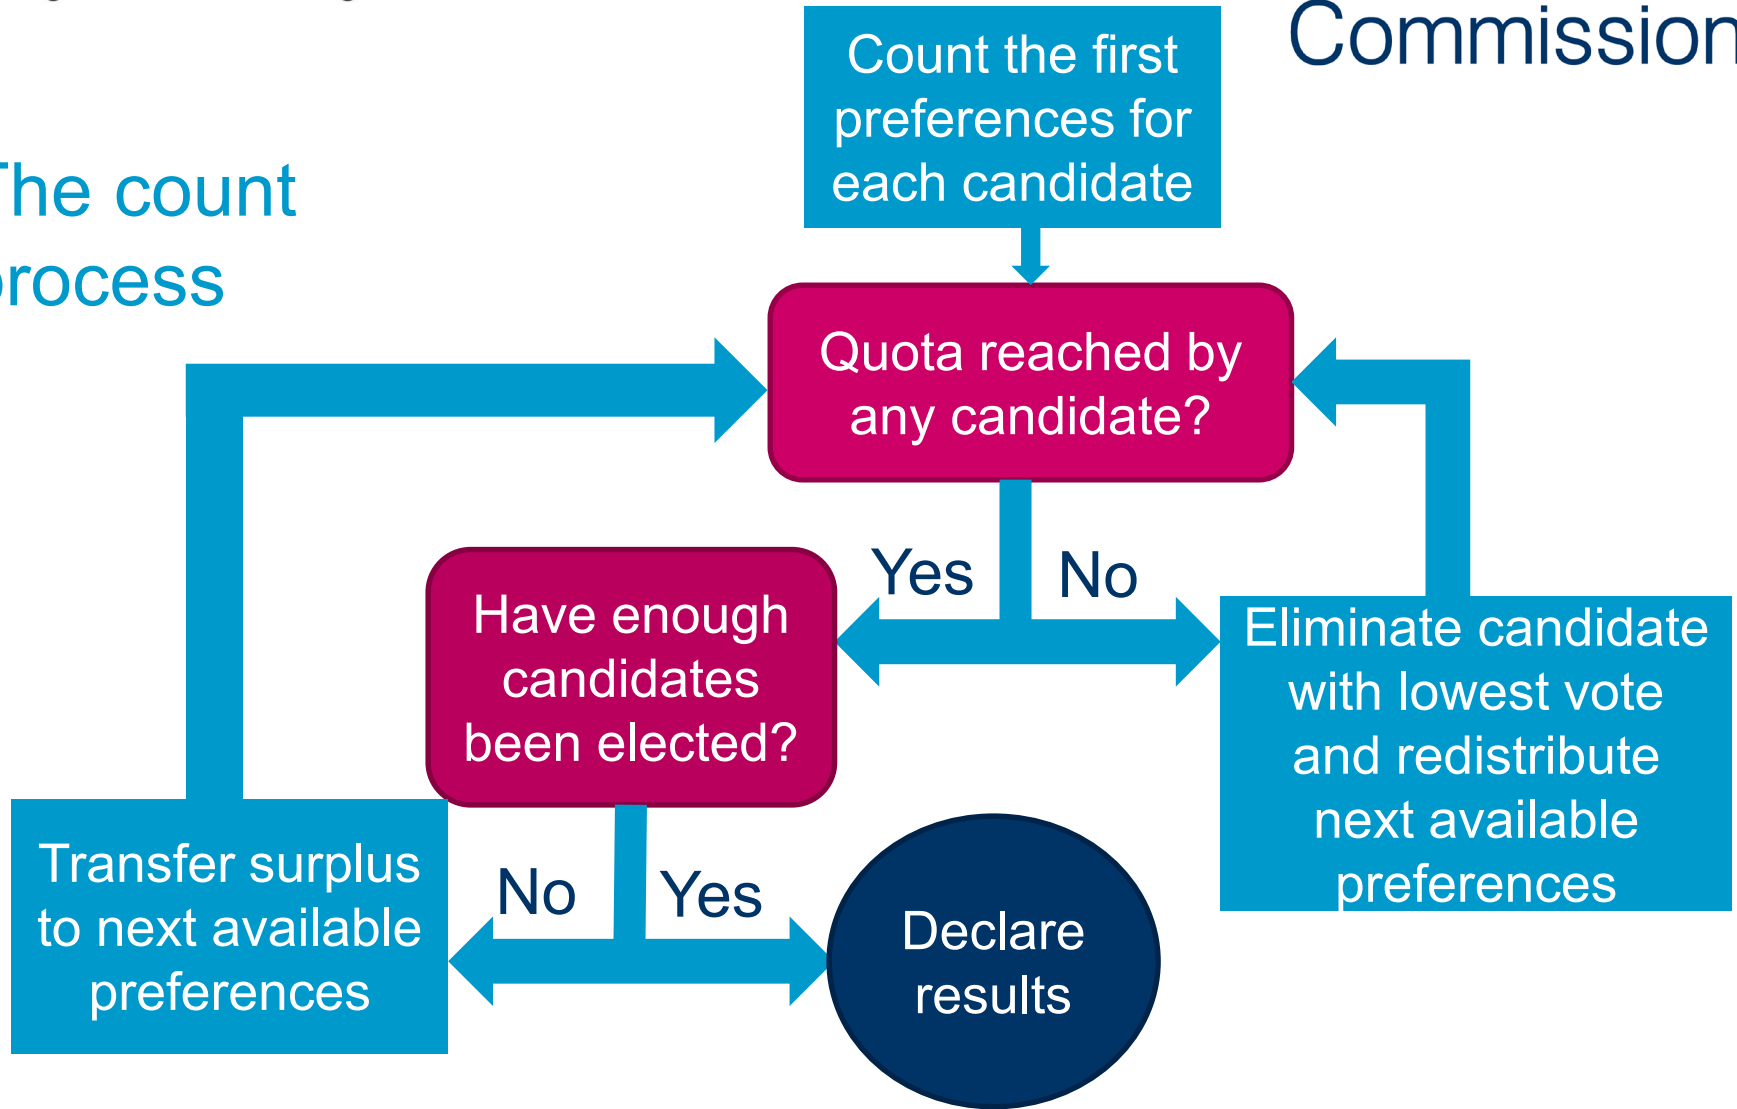 Commission
The count
process
Count the first
preferences for
each candidate
Quota reached by
any candidate?
Yes
No
Have enough
candidates
been elected?
Eliminate candidate
with lowest vote
and redistribute
next available
preferences
No
Yes
Transfer surplus
to next available
preferences
Declare
results